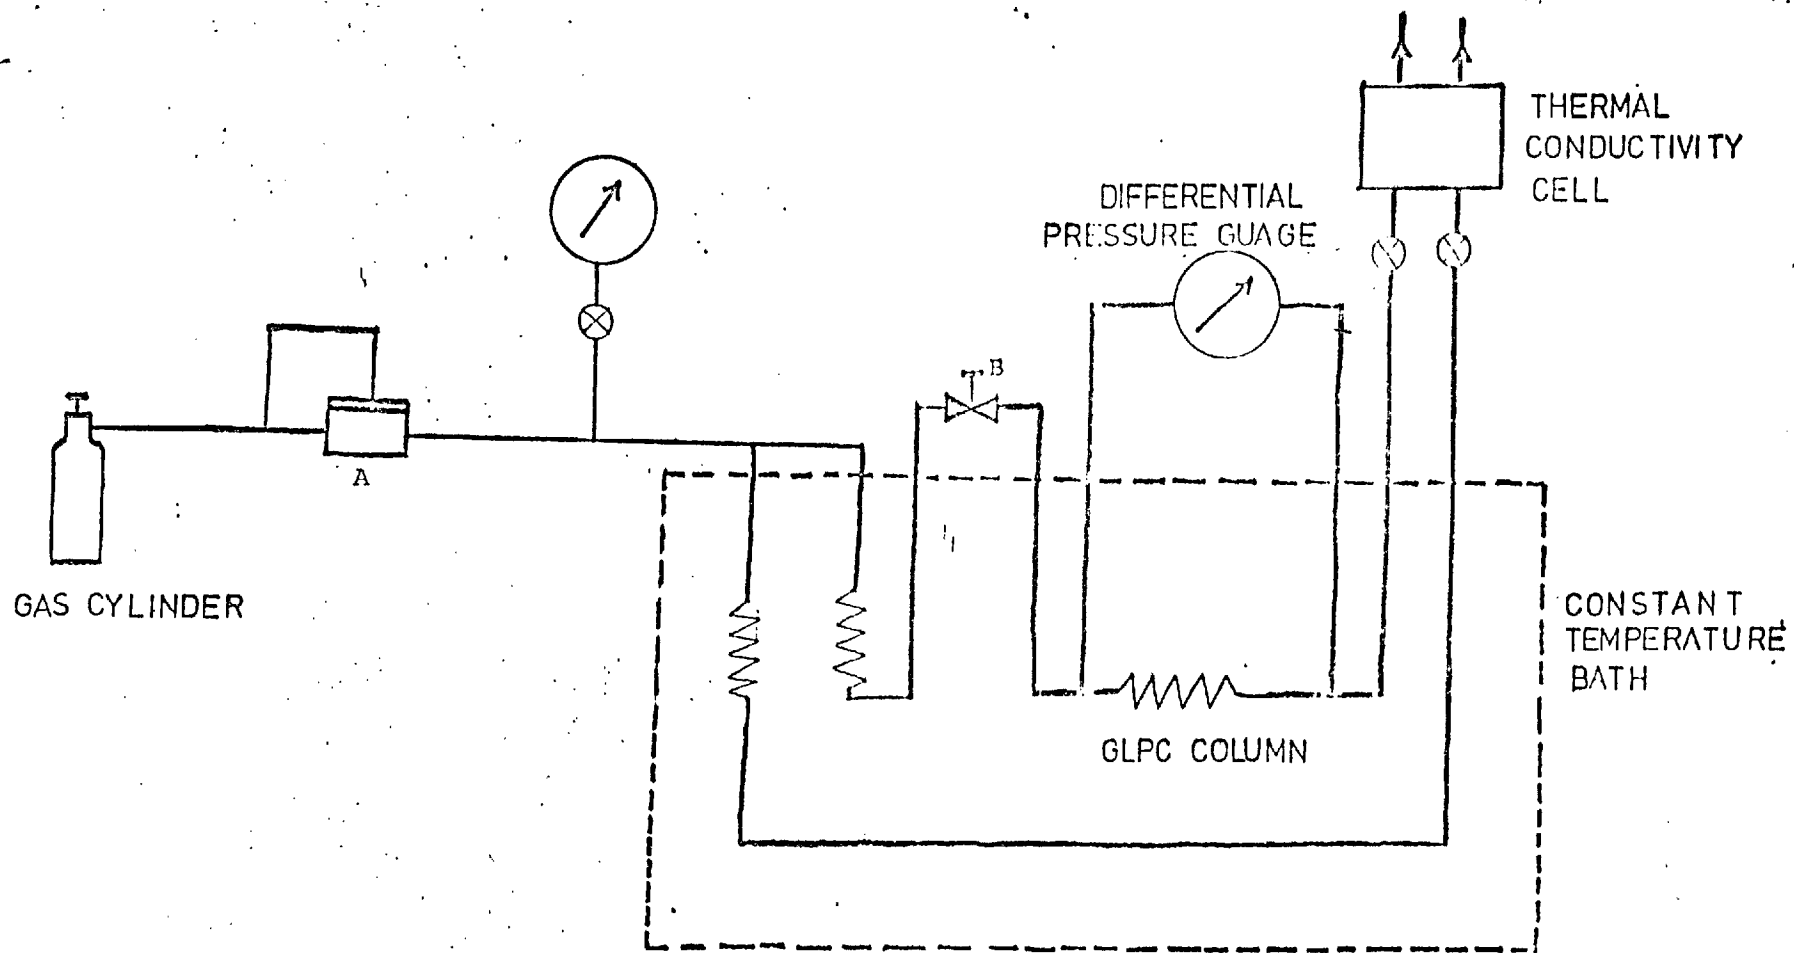 THERMAL
CONDUCTIVITY
CELL
DIFFERENTIAL
PRESSURE GUAGE
B
A
GAS CYLINDER
CONSTANT
TEMPERATURE
BATH
GLPC COLUMN